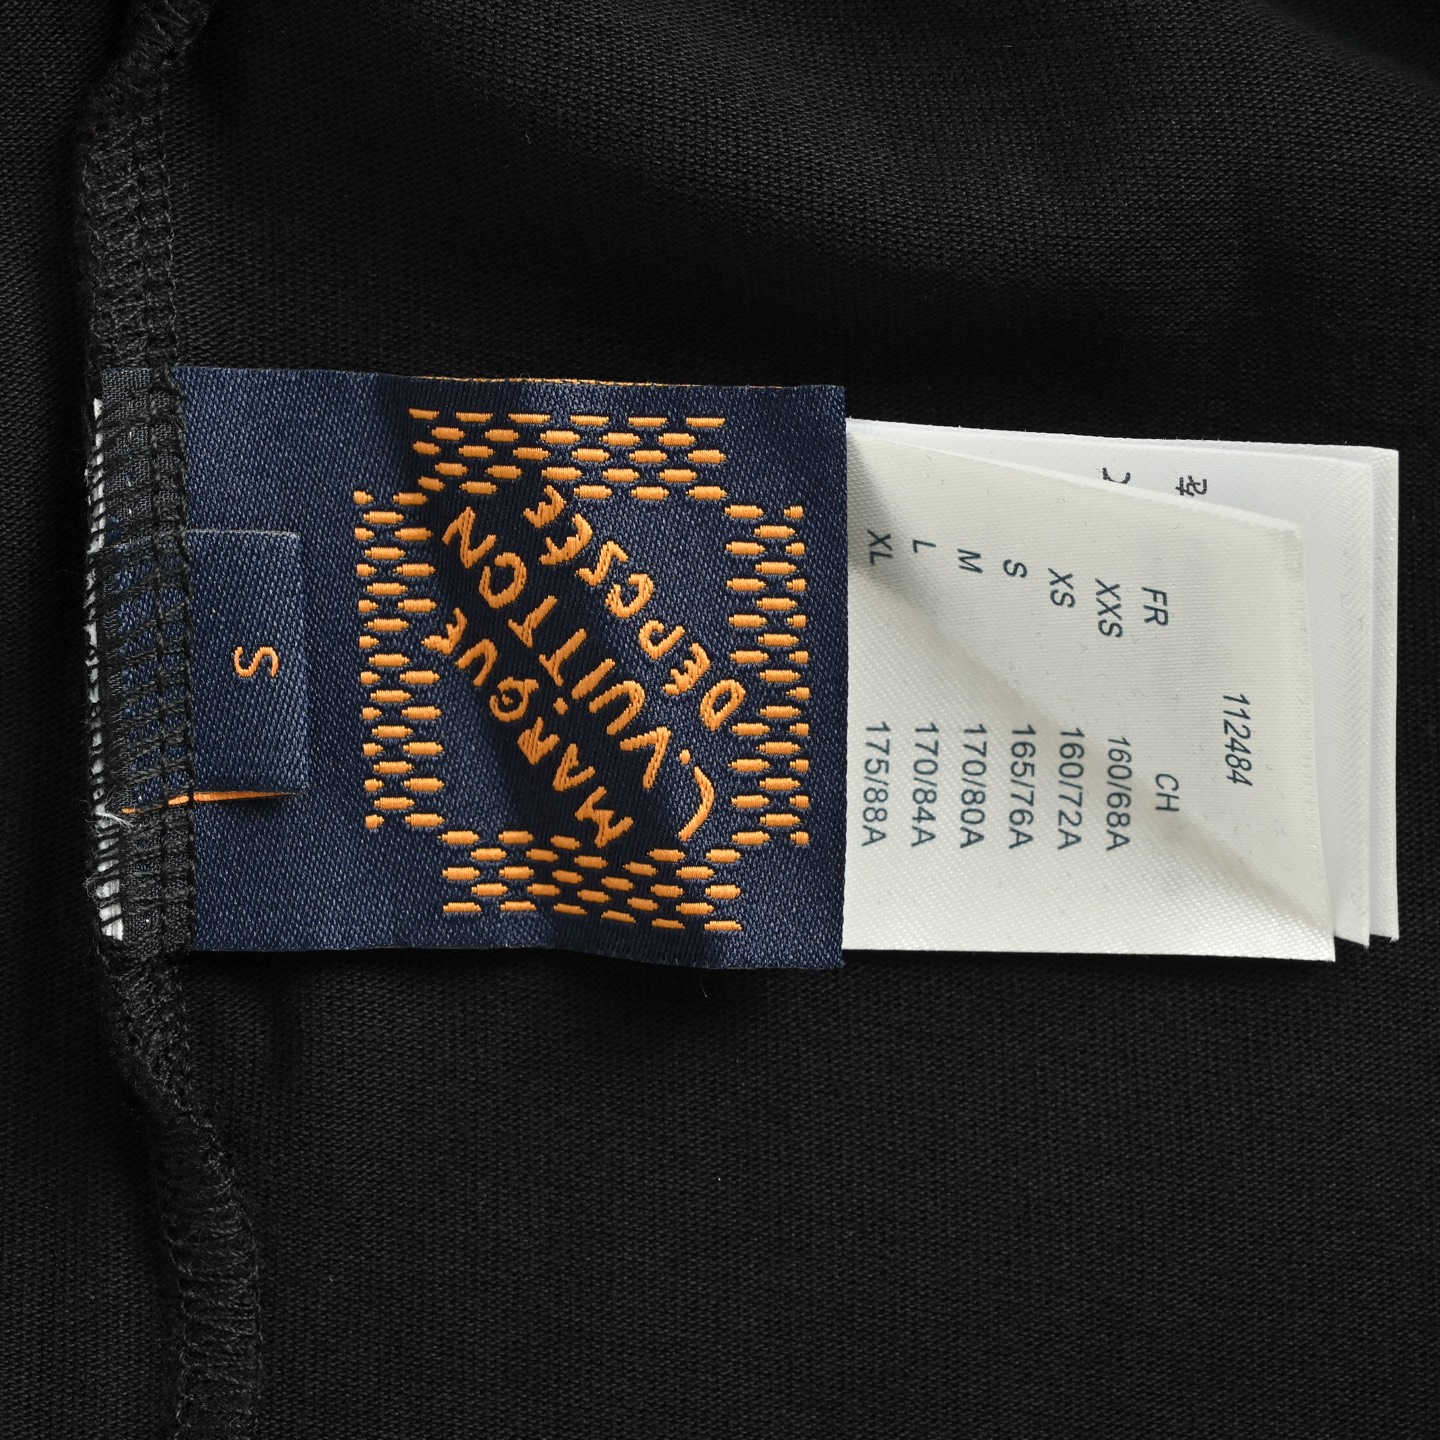 S
MARQUE
L.VUITTON
DÉPOSÉE
112484
FR CH
XXS 160/68A
XS 160/72A
S 165/76A
M 170/80A
L 170/84A
XL 175/88A